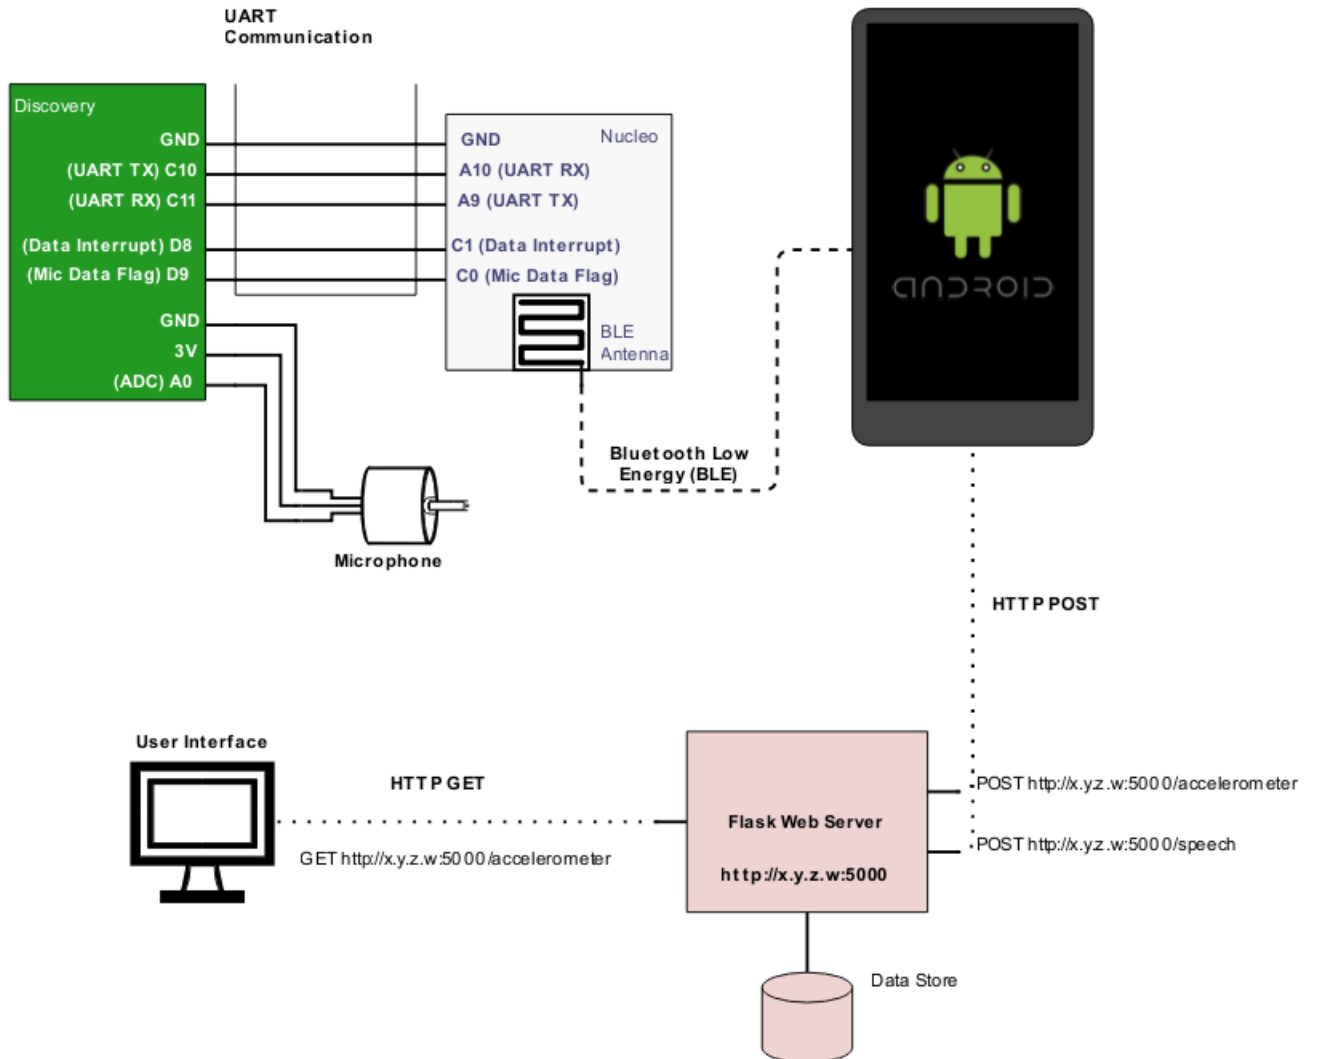 UART
Communication
Discovery
GND
(UART TX) C10
(UART RX) C11
(Data Interrupt) D8
(Mic Data Flag) D9
GND
3V
(ADC) A0
Nucleo
GND
A10 (UART RX)
A9 (UART TX)
C1 (Data Interrupt)
C0 (Mic Data Flag)
BLE
Antenna
ANDROID
Bluetooth Low
Energy (BLE)
Microphone
HTTP POST
User Interface
HTTP GET
GET http://x.y.z.w:5000/accelerometer
Flask Web Server
http://x.y.z.w:5000
POST http://x.y.z.w:5000/accelerometer
POST http://x.y.z.w:5000/speech
Data Store